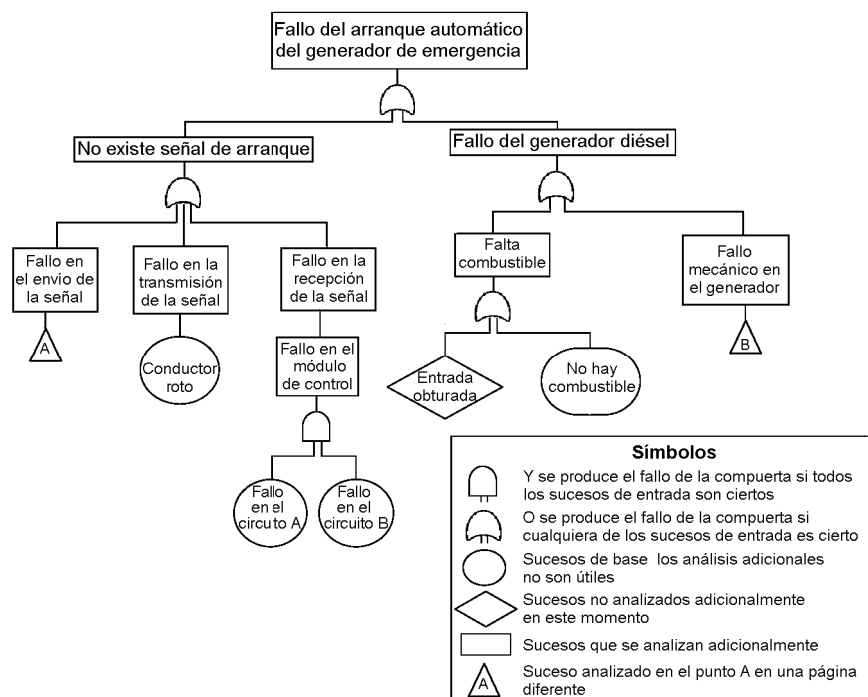 Fallo del arranque automático
del generador de emergencia
No existe señal de arranque
Fallo del generador diésel
Fallo en
el envío de
la señal
Fallo en la
transmisión
de la señal
Fallo en la
recepción
de la señal
Falta
combustible
Fallo
mecánico en
el generador
A
Conductor
roto
Fallo en el
módulo
de control
Entrada
obturada
No hay
combustible
B
Fallo
en el
circuto A
Fallo
en el
circuito B
Símbolos
Y se produce el fallo de la compuerta si todos
los sucesos de entrada son ciertos
O se produce el fallo de la compuerta si
cualquiera de los sucesos de entrada es cierto
Sucesos de base los análisis adicionales
no son útiles
Sucesos no analizados adicionalmente
en este momento
Sucesos que se analizan adicionalmente
A
Suceso analizado en el punto A en una página
diferente